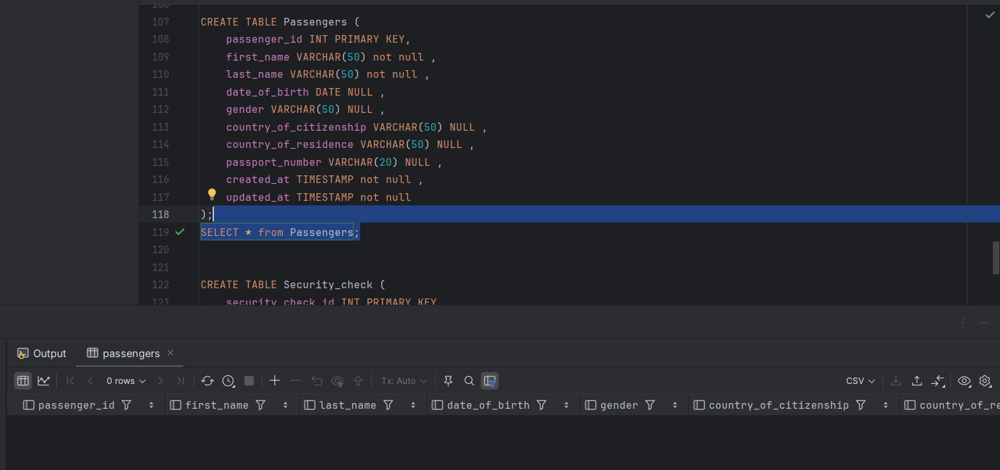 106
107 CREATE TABLE Passengers (
108 passenger_id INT PRIMARY KEY,
109 first_name VARCHAR(50) not null ,
110 last_name VARCHAR(50) not null ,
111 date_of_birth DATE NULL ,
112 gender VARCHAR(50) NULL ,
113 country_of_citizenship VARCHAR(50) NULL ,
114 country_of_residence VARCHAR(50) NULL ,
115 passport_number VARCHAR(20) NULL ,
116 created_at TIMESTAMP not null ,
117 updated_at TIMESTAMP not null
118 );
119 SELECT * from Passengers;
120
121
122 CREATE TABLE Security_check (
123 security_check_id INT PRIMARY KEY
Output passengers
0 rows Tx: Auto CSV
passenger_id first_name last_name date_of_birth gender country_of_citizenship country_of_re